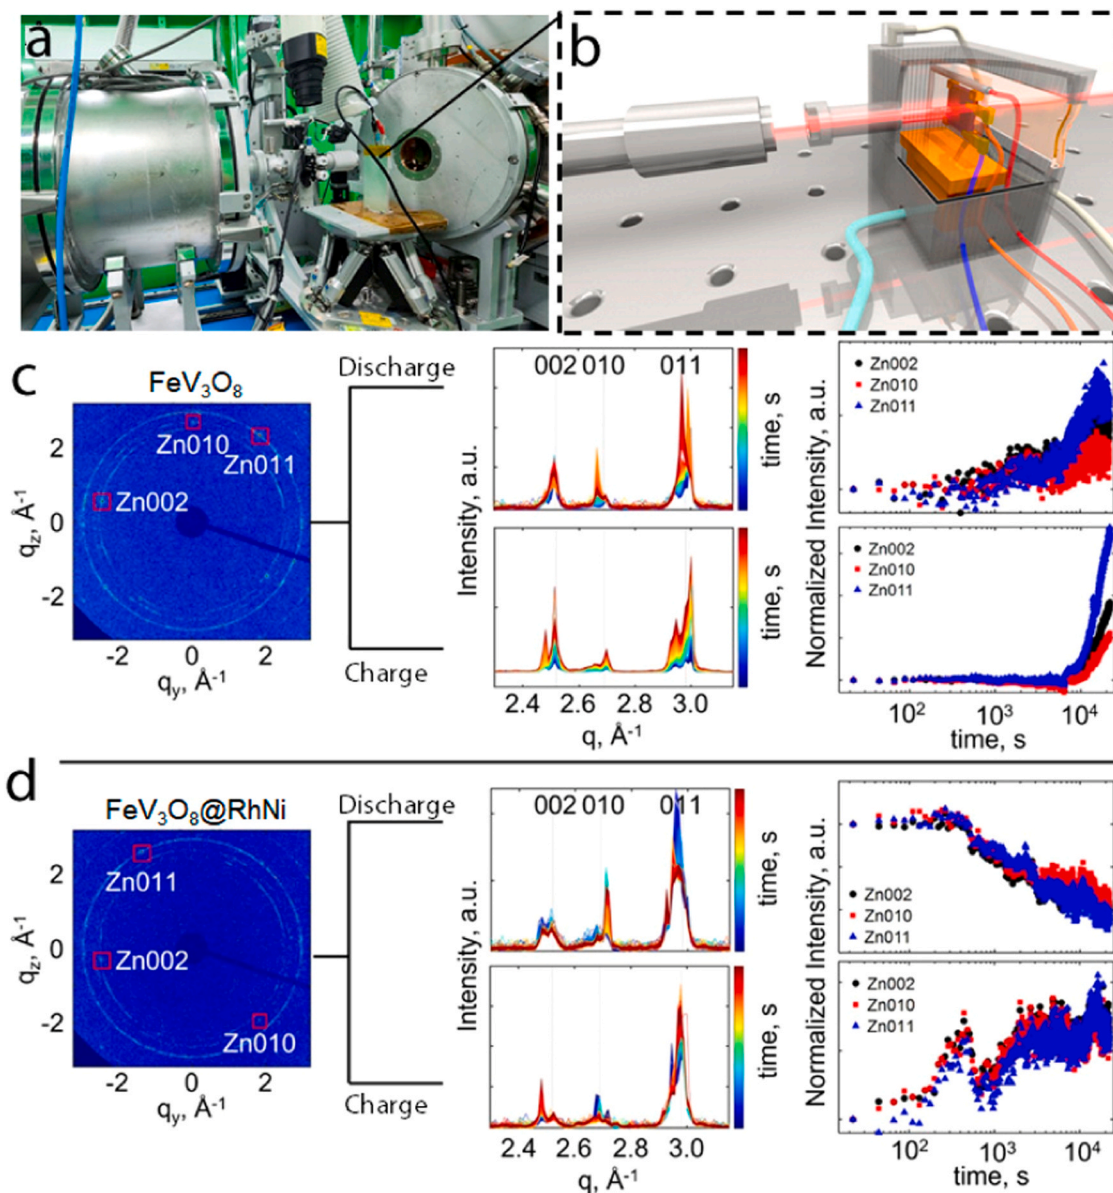 a
b
c
FeV₃O₈
Zn010
Zn011
Zn002
2
0
-2
qz, Å⁻¹
-2 0 2
qy, Å⁻¹
Discharge
Charge
002 010 011
Intensity, a.u.
time, s
time, s
2.4 2.6 2.8 3.0
q, Å⁻¹
Zn002
Zn010
Zn011
Zn002
Zn010
Zn011
Normalized Intensity, a.u.
10² 10³ 10⁴
time, s
d
FeV₃O₈@RhNi
Zn011
Zn002
Zn010
2
0
-2
qz, Å⁻¹
-2 0 2
qy, Å⁻¹
Discharge
Charge
002 010 011
Intensity, a.u.
time, s
time, s
2.4 2.6 2.8 3.0
q, Å⁻¹
Zn002
Zn010
Zn011
Zn002
Zn010
Zn011
Normalized Intensity, a.u.
10² 10³ 10⁴
time, s